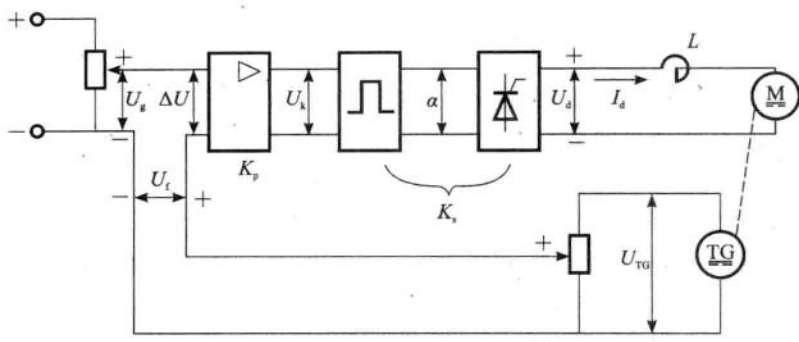 +
−
+
U_g
−
ΔU
K_p
U_k
α
K_s
+
U_d
−
I_d
L
M
−
U_f
+
+
U_TG
TG